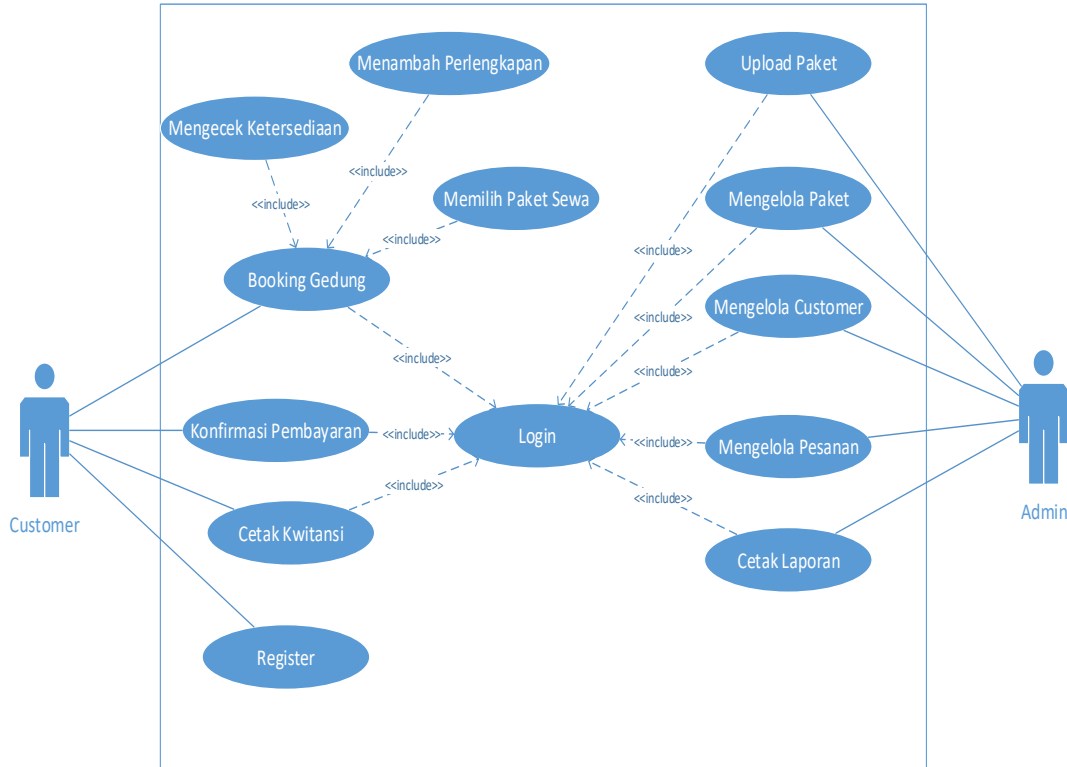 Menambah Perlengkapan
Upload Paket
Mengecek Ketersediaan
<<include>>
Memilih Paket Sewa
Mengelola Paket
<<include>>
<<include>>
<<include>>
Booking Gedung
Mengelola Customer
<<include>>
<<include>>
<<include>>
Konfirmasi Pembayaran
<<include>>
Login
<<include>>
Mengelola Pesanan
<<include>>
<<include>>
Customer
Cetak Kwitansi
Admin
Cetak Laporan
Register